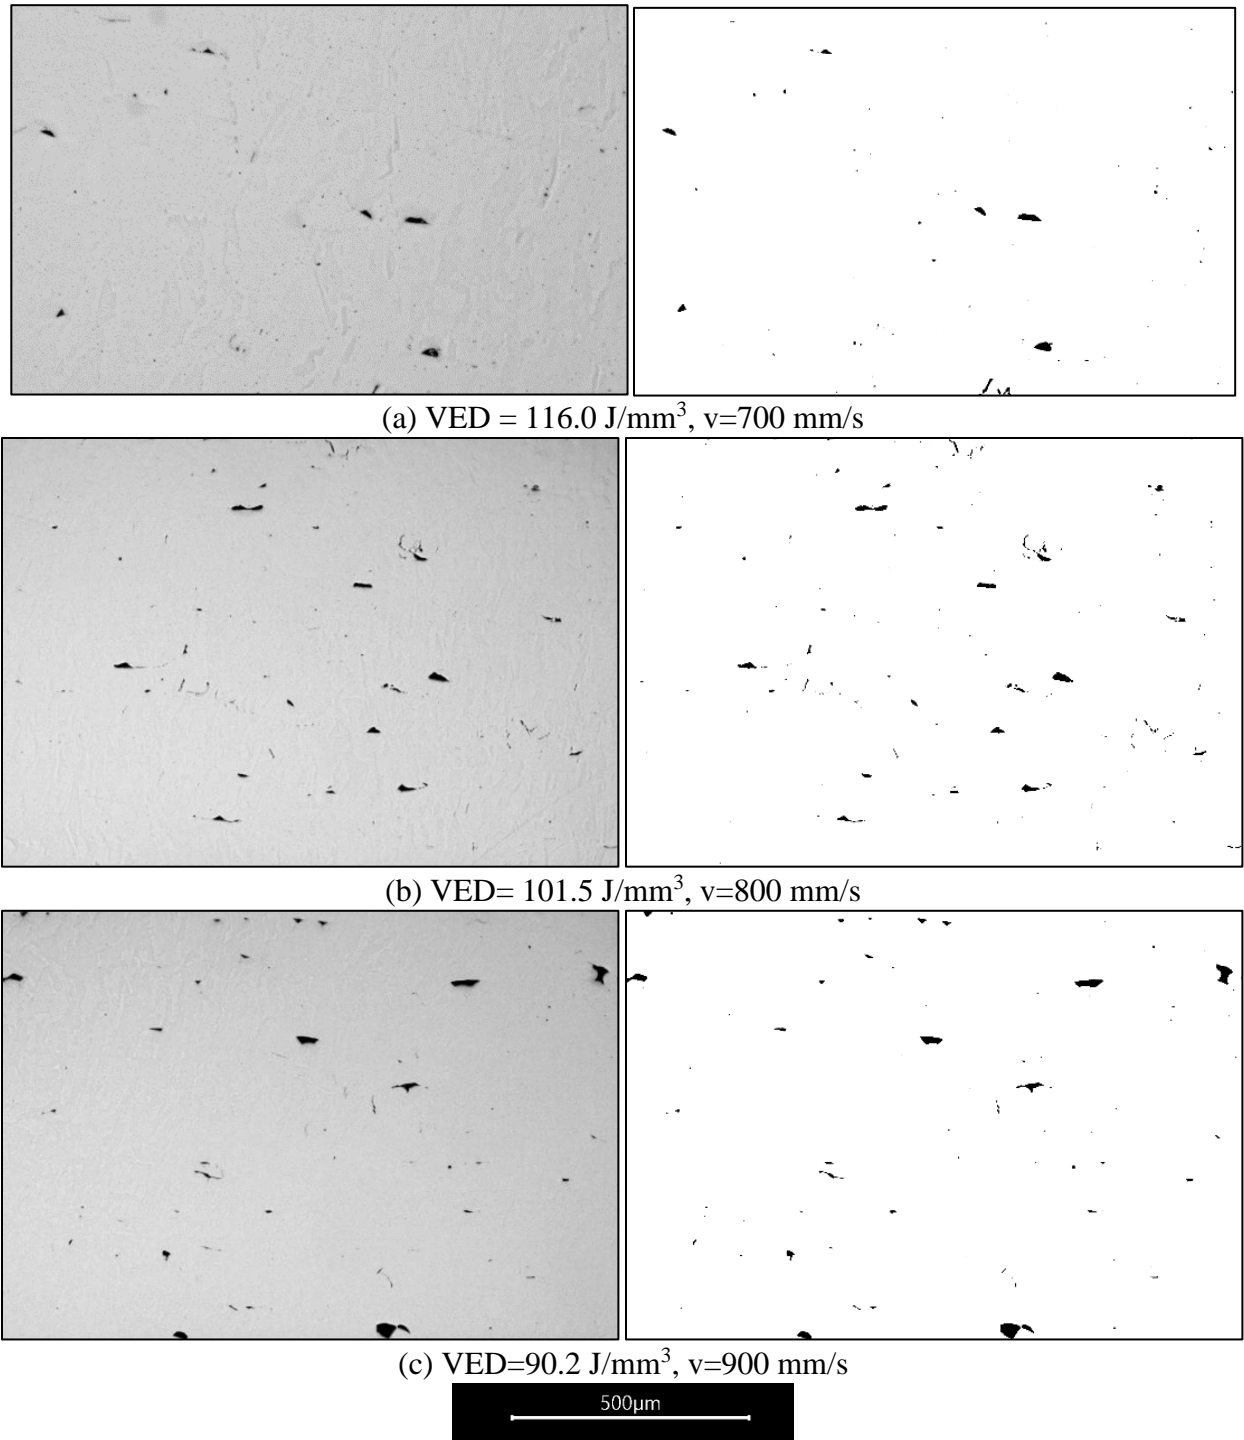 (a) VED = 116.0 J/mm³, v=700 mm/s
(b) VED= 101.5 J/mm³, v=800 mm/s
(c) VED=90.2 J/mm³, v=900 mm/s
500µm